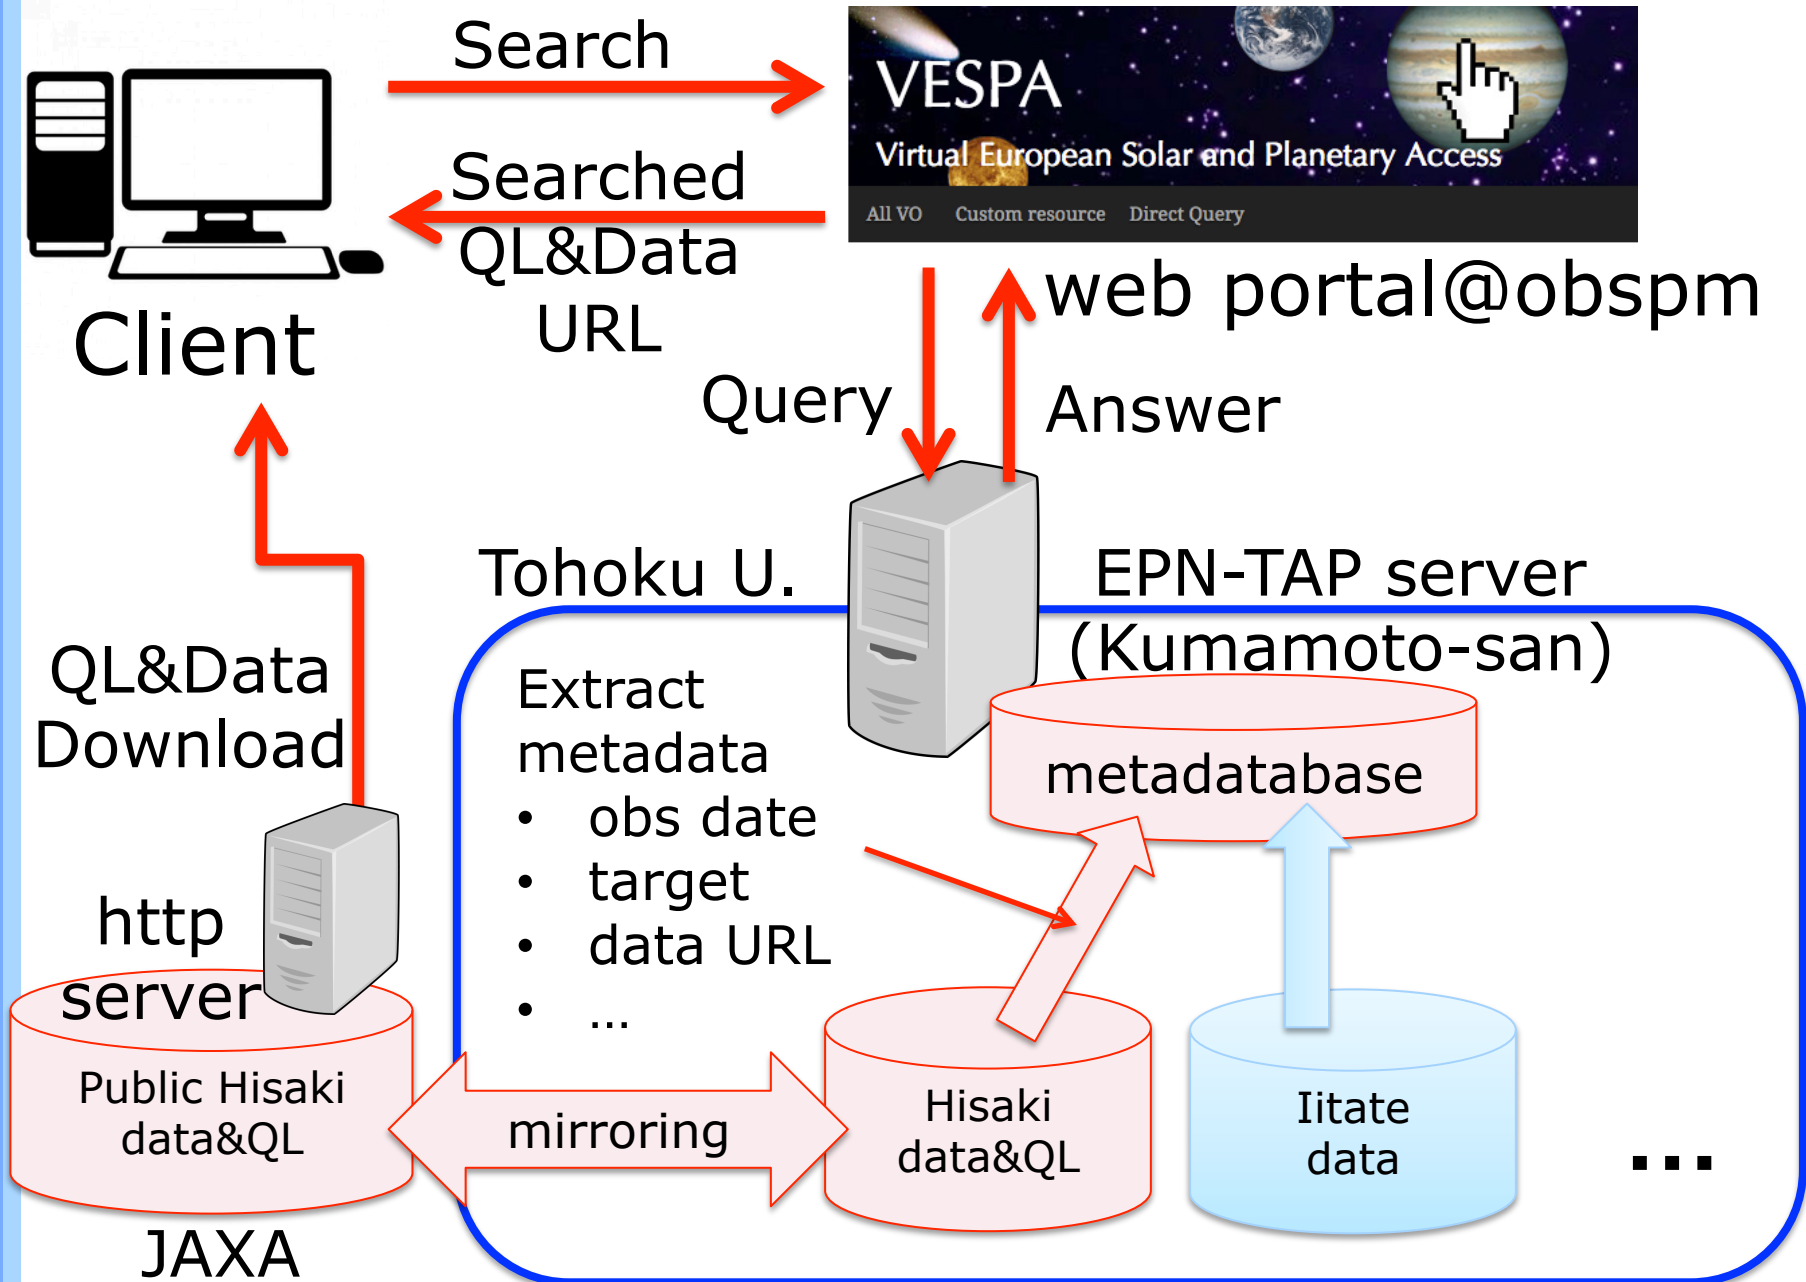 Search
VESPA
Virtual European Solar and Planetary Access
All VO Custom resource Direct Query
Searched
QL&Data
URL
Client
web portal@obspm
Query
Answer
Tohoku U.
EPN-TAP server
(Kumamoto-san)
QL&Data
Download
Extract
metadata
• obs date
• target
• data URL
• ...
metadatabase
http
server
Public Hisaki
data&QL
mirroring
Hisaki
data&QL
Iitate
data
...
JAXA